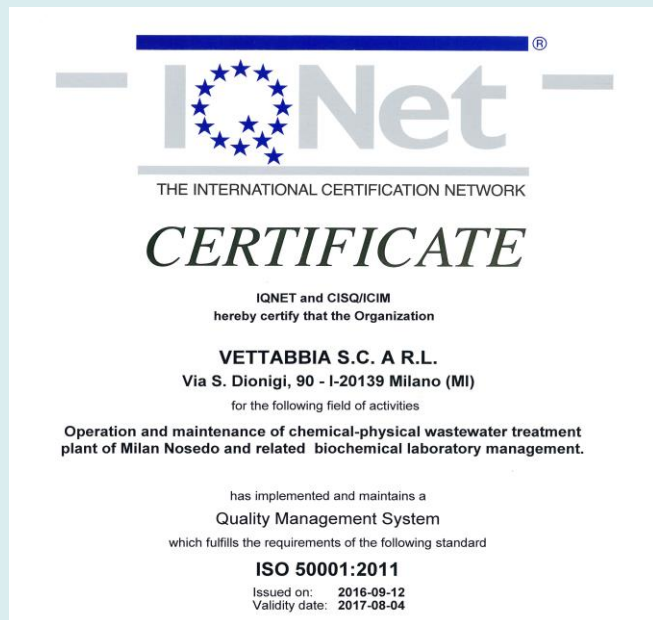 ®
IQNet
THE INTERNATIONAL CERTIFICATION NETWORK
CERTIFICATE
IQNET and CISQ/ICIM
hereby certify that the Organization
VETTABBIA S.C. A R.L.
Via S. Dionigi, 90 - I-20139 Milano (MI)
for the following field of activities
Operation and maintenance of chemical-physical wastewater treatment
plant of Milan Nosedo and related biochemical laboratory management.
has implemented and maintains a
Quality Management System
which fulfills the requirements of the following standard
ISO 50001:2011
Issued on: 2016-09-12
Validity date: 2017-08-04